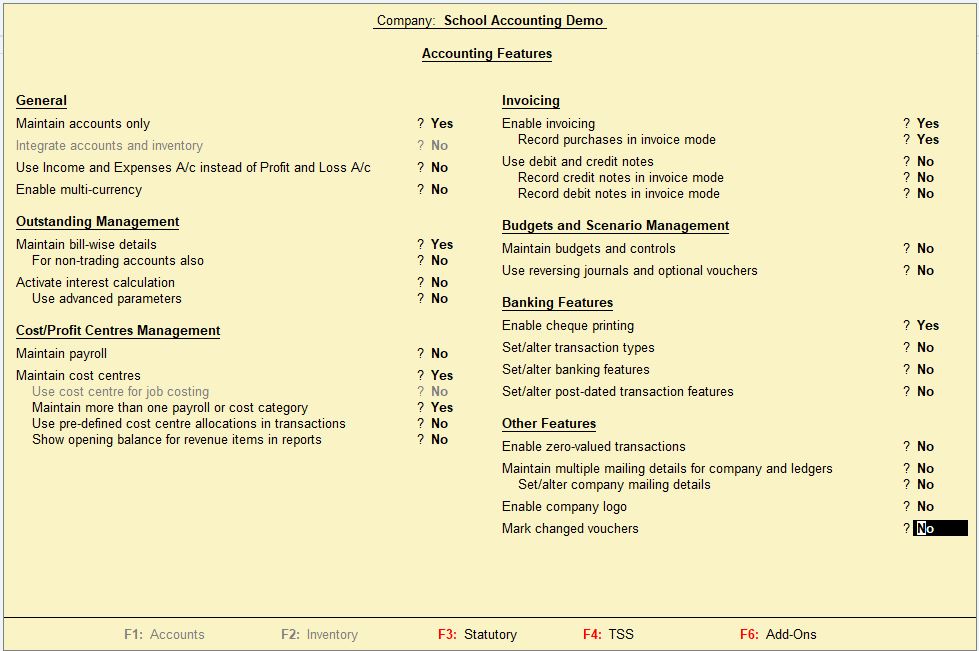 Company: School Accounting Demo
Accounting Features
General
Maintain accounts only ? Yes
Integrate accounts and inventory ? No
Use Income and Expenses A/c instead of Profit and Loss A/c ? No
Enable multi-currency ? No
Outstanding Management
Maintain bill-wise details ? Yes
For non-trading accounts also ? No
Activate interest calculation ? No
Use advanced parameters ? No
Cost/Profit Centres Management
Maintain payroll ? No
Maintain cost centres ? Yes
Use cost centre for job costing ? No
Maintain more than one payroll or cost category ? Yes
Use pre-defined cost centre allocations in transactions ? No
Show opening balance for revenue items in reports ? No
Invoicing
Enable invoicing ? Yes
Record purchases in invoice mode ? Yes
Use debit and credit notes ? No
Record credit notes in invoice mode ? No
Record debit notes in invoice mode ? No
Budgets and Scenario Management
Maintain budgets and controls ? No
Use reversing journals and optional vouchers ? No
Banking Features
Enable cheque printing ? Yes
Set/alter transaction types ? No
Set/alter banking features ? No
Set/alter post-dated transaction features ? No
Other Features
Enable zero-valued transactions ? No
Maintain multiple mailing details for company and ledgers ? No
Set/alter company mailing details ? No
Enable company logo ? No
Mark changed vouchers ? No
F1: Accounts F2: Inventory F3: Statutory F4: TSS F6: Add-Ons